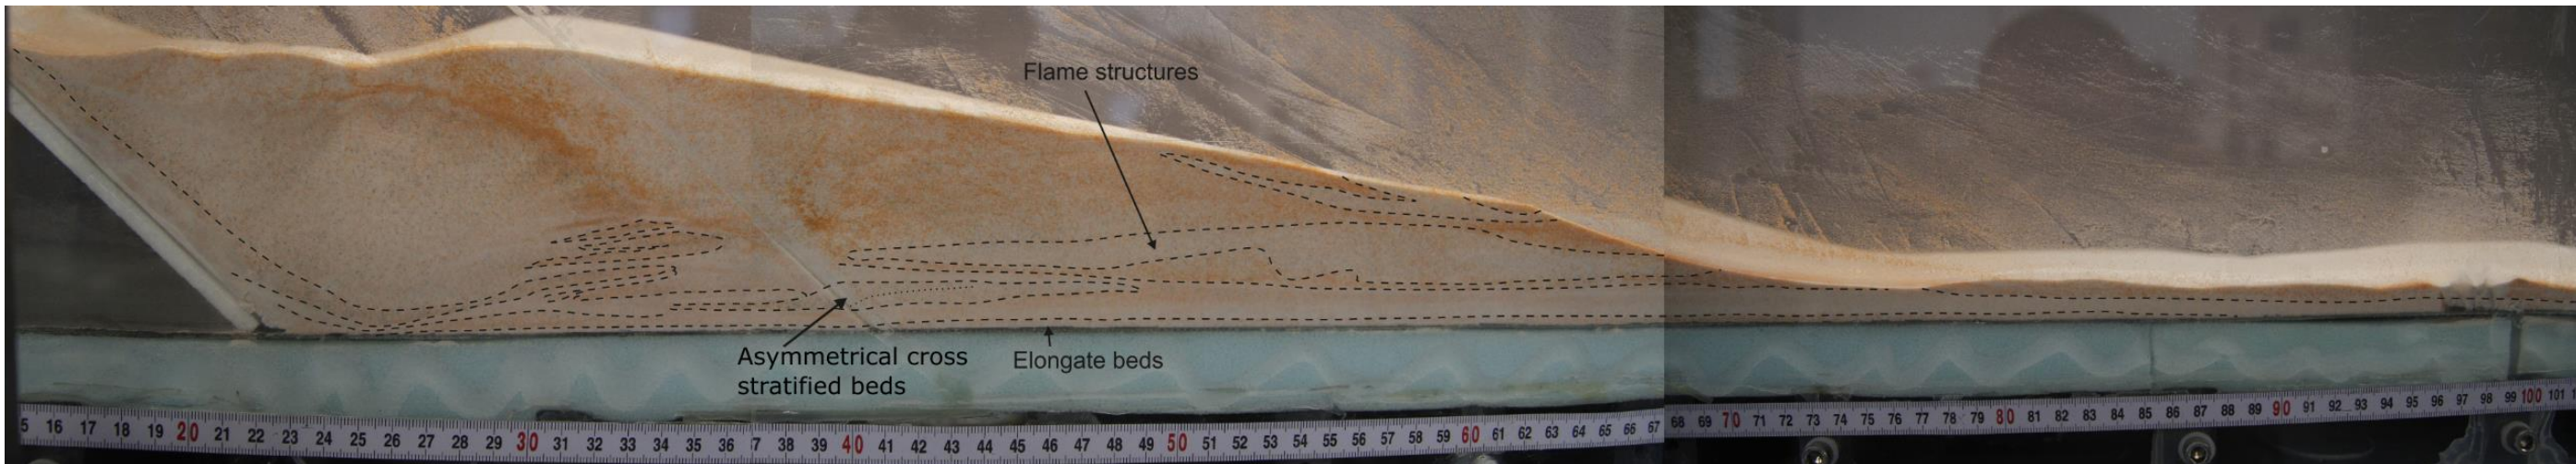 Flame structures
Asymmetrical cross
stratified beds
Elongate beds
5 16 17 18 19 20 21 22 23 24 25 26 27 28 29 30 31 32 33 34 35 36 37 38 39 40 41 42 43 44 45 46 47 48 49 50 51 52 53 54 55 56 57 58 59 60 61 62 63 64 65 66 67 68 69 70 71 72 73 74 75 76 77 78 79 80 81 82 83 84 85 86 87 88 89 90 91 92 93 94 95 96 97 98 99 100 101 1